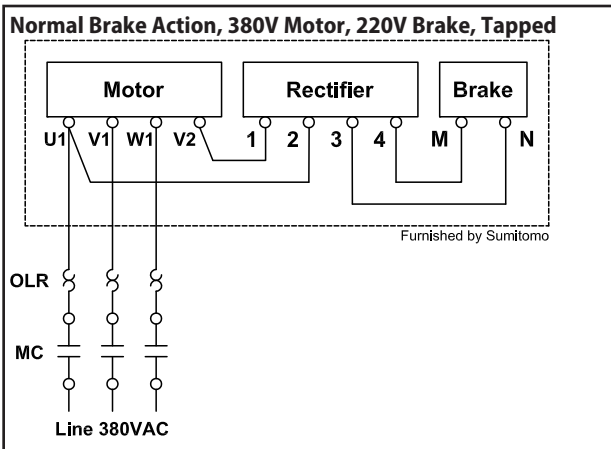 Normal Brake Action, 380V Motor, 220V Brake, Tapped
Motor Rectifier Brake
U1 V1 W1 V2 1 2 3 4 M N
Furnished by Sumitomo
OLR
MC
Line 380VAC